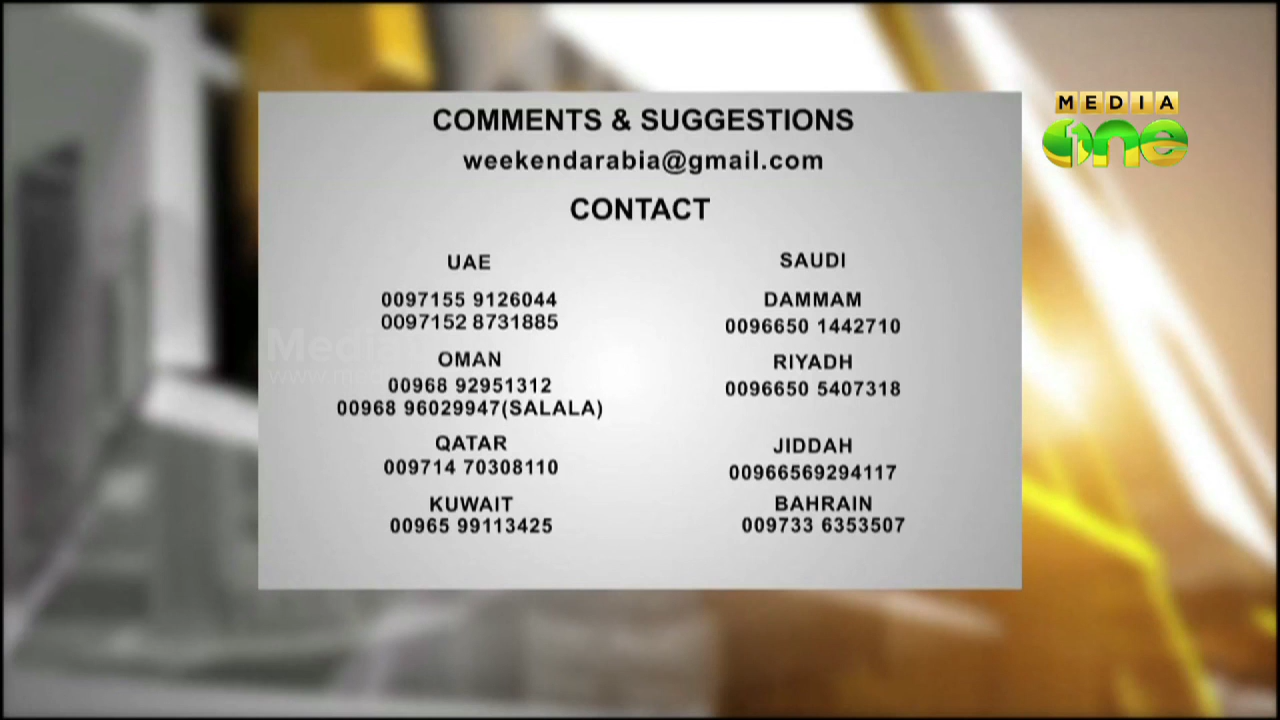 MEDIA
one
COMMENTS & SUGGESTIONS
weekendarabia@gmail.com
CONTACT
UAE
0097155 9126044
0097152 8731885
OMAN
00968 92951312
00968 96029947(SALALA)
QATAR
009714 70308110
KUWAIT
00965 99113425
SAUDI
DAMMAM
0096650 1442710
RIYADH
0096650 5407318
JIDDAH
00966569294117
BAHRAIN
009733 6353507